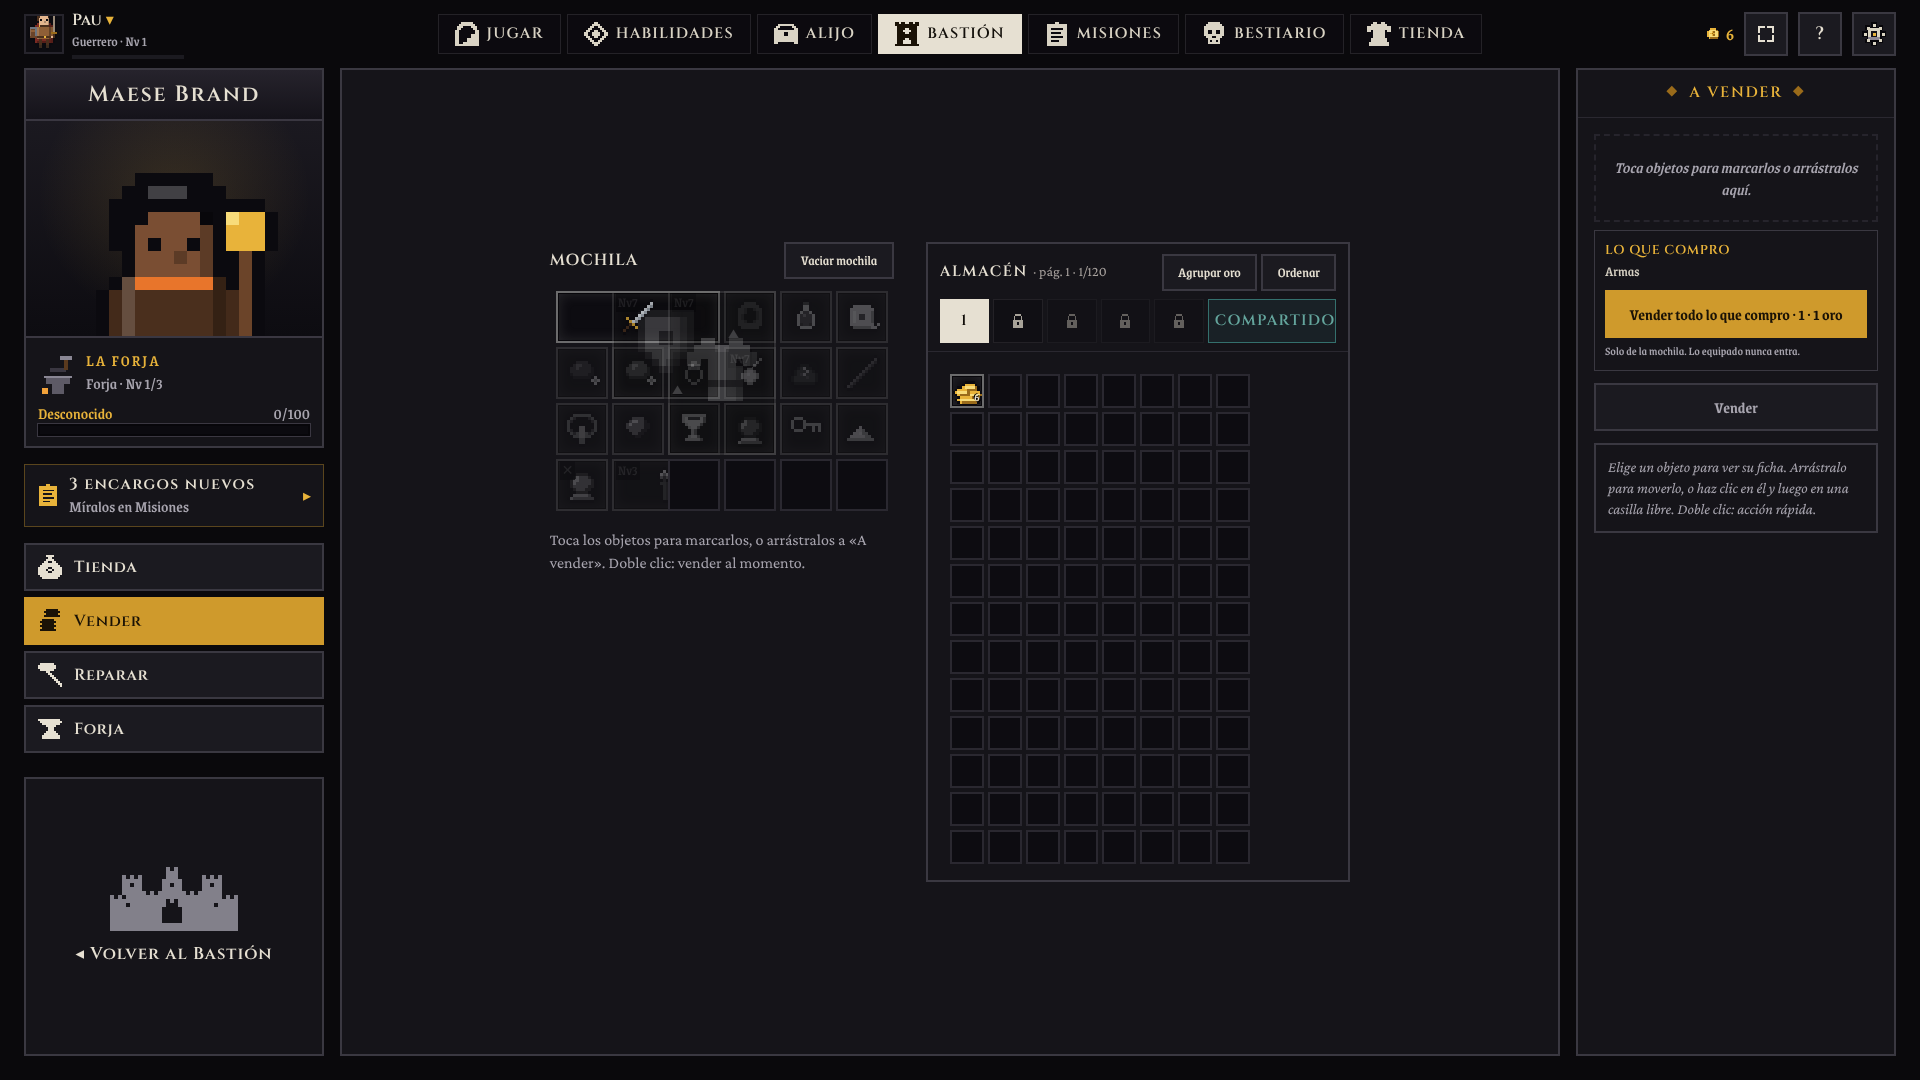 Pau ▾
Guerrero · Nv 1
JUGAR
HABILIDADES
ALIJO
BASTIÓN
MISIONES
BESTIARIO
TIENDA
6
?
Maese Brand
LA FORJA
Forja · Nv 1/3
Desconocido
0/100
3 ENCARGOS NUEVOS
Míralos en Misiones
Tienda
Vender
Reparar
Forja
◂ Volver al Bastión
MOCHILA
Vaciar mochila
Nv7
Nv7
Nv3
Toca los objetos para marcarlos, o arrástralos a «A
vender». Doble clic: vender al momento.
ALMACÉN · pág. 1 · 1/120
Agrupar oro
Ordenar
1
COMPARTIDO
6
◆ A VENDER ◆
Toca objetos para marcarlos o arrástralos
aquí.
LO QUE COMPRO
Armas
Vender todo lo que compro · 1 · 1 oro
Solo de la mochila. Lo equipado nunca entra.
Vender
Elige un objeto para ver su ficha. Arrástralo
para moverlo, o haz clic en él y luego en una
casilla libre. Doble clic: acción rápida.